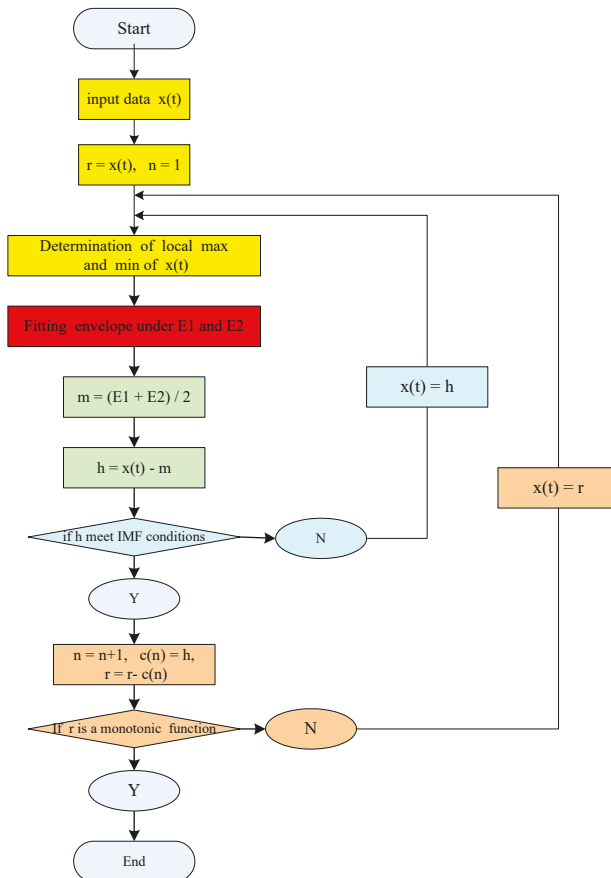 Start
input data x(t)
r = x(t), n = 1
Determination of local max
and min of x(t)
Fitting envelope under E1 and E2
m = (E1 + E2) / 2
x(t) = h
h = x(t) - m
x(t) = r
if h meet IMF conditions
N
Y
n = n+1, c(n) = h,
r = r- c(n)
If r is a monotonic function
N
Y
End